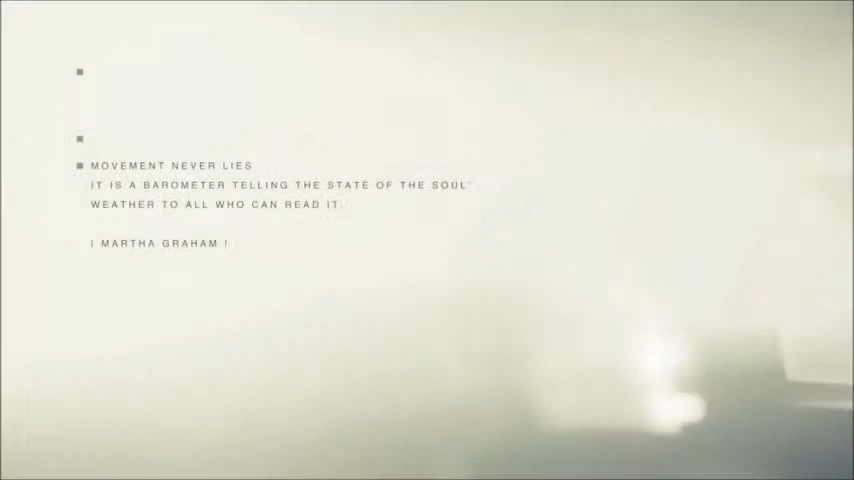 MOVEMENT NEVER LIES
IT IS A BAROMETER TELLING THE STATE OF THE SOUL'
WEATHER TO ALL WHO CAN READ IT.
| MARTHA GRAHAM |